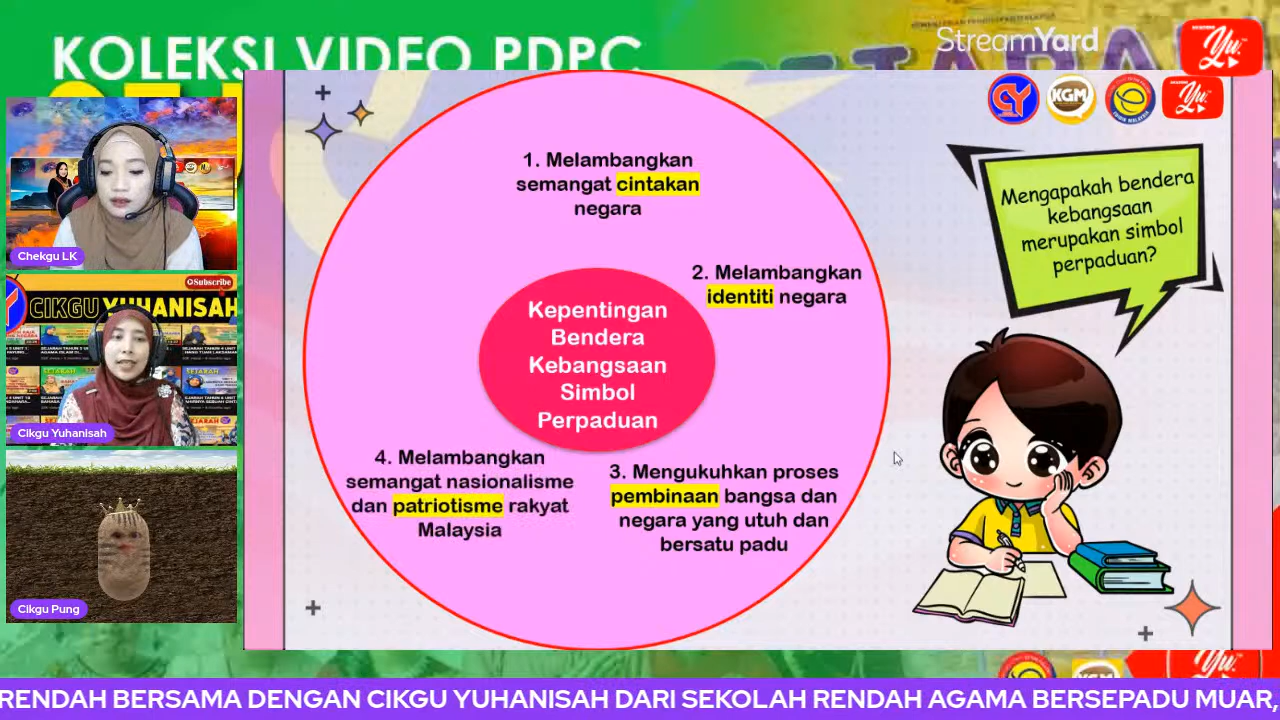 KOLEKSI VIDEO PDPC
StreamYard
Yu
KGM
Yu
1. Melambangkan
semangat cintakan
negara
2. Melambangkan
identiti negara
Kepentingan
Bendera
Kebangsaan
Simbol
Perpaduan
4. Melambangkan
semangat nasionalisme
dan patriotisme rakyat
Malaysia
3. Mengukuhkan proses
pembinaan bangsa dan
negara yang utuh dan
bersatu padu
Mengapakah bendera
kebangsaan
merupakan simbol
perpaduan?
Chekgu LK
Subscribe
CIKGU YUHANISAH
Cikgu Yuhanisah
Cikgu Pung
RENDAH BERSAMA DENGAN CIKGU YUHANISAH DARI SEKOLAH RENDAH AGAMA BERSEPADU MUAR,